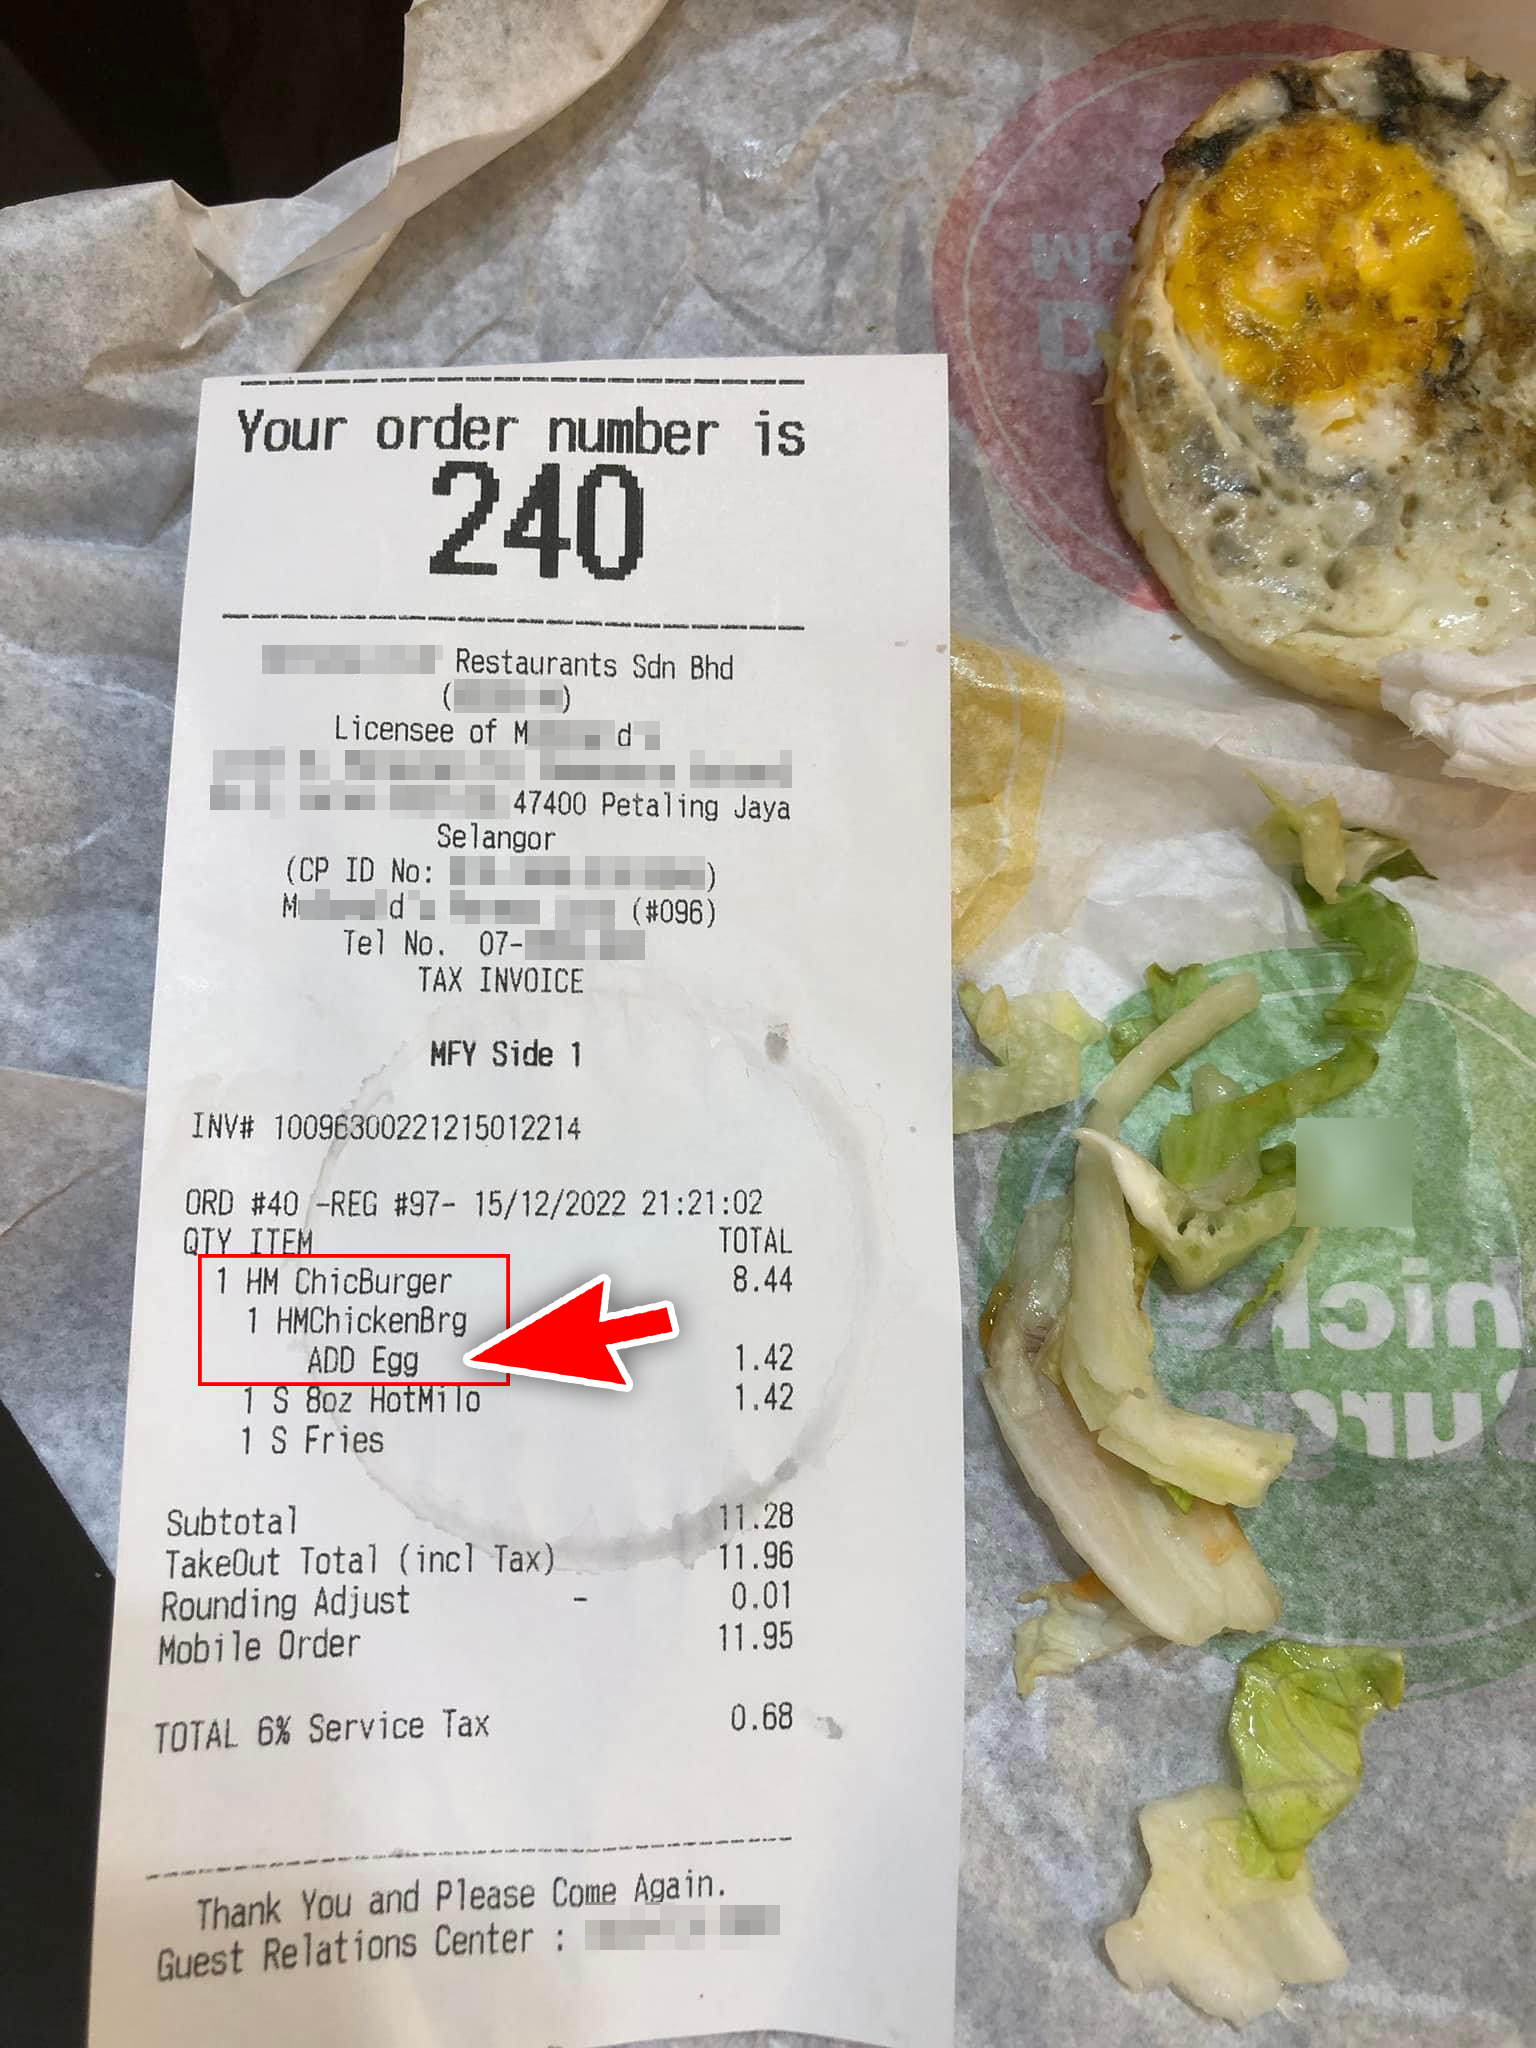 Your order number is
240
Restaurants Sdn Bhd
Licensee of M d
47400 Petaling Jaya
Selangor
(CP ID No: )
M d (#096)
Tel No. 07-
TAX INVOICE
MFY Side 1
INV# 10096300221215012214
ORD #40 -REG #97- 15/12/2022 21:21:02
QTY ITEM TOTAL
1 HM ChicBurger 8.44
1 HMChickenBrg
ADD Egg 1.42
1 S 8oz HotMilo 1.42
1 S Fries
Subtotal 11.28
TakeOut Total (incl Tax) 11.96
Rounding Adjust - 0.01
Mobile Order 11.95
TOTAL 6% Service Tax 0.68
Thank You and Please Come Again.
Guest Relations Center :